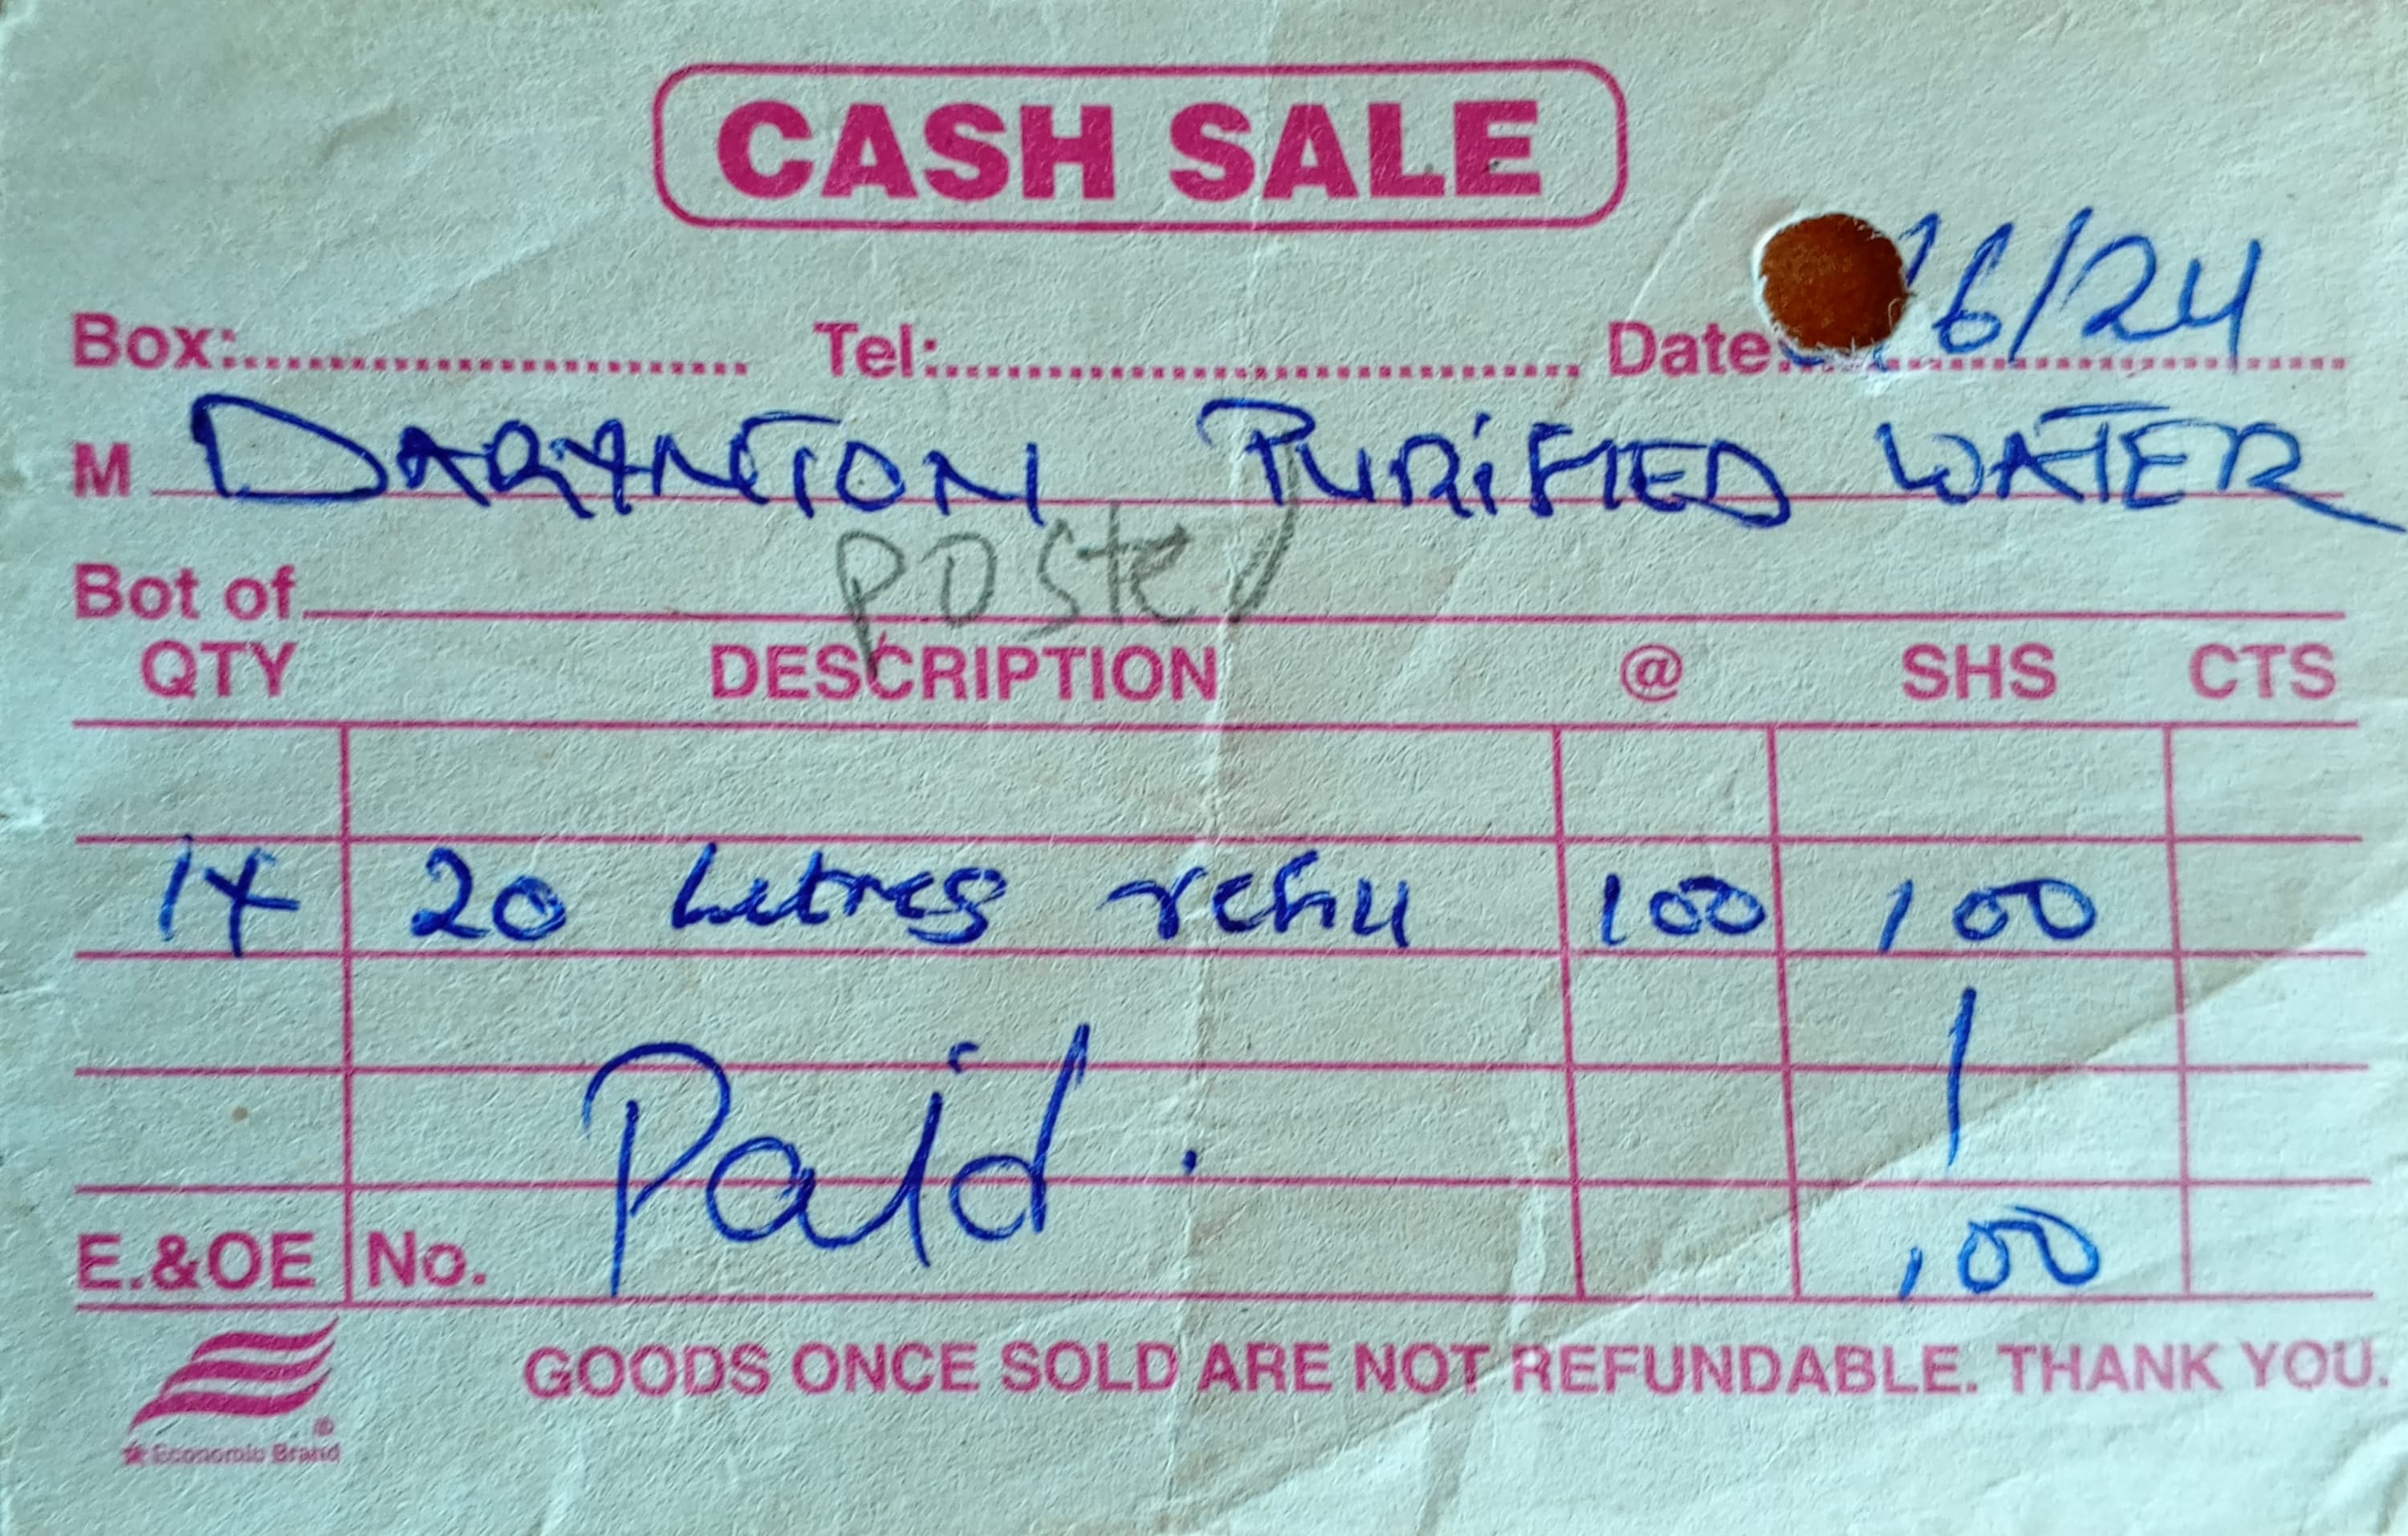 CASH SALE
Box: Tel: Date: /6/24
M DARYNTON PURIFIED WATER
posted
Bot of
QTY DESCRIPTION @ SHS CTS
1x 20 Litres refill 100 100
Paid.
E.&OE No. 100
GOODS ONCE SOLD ARE NOT REFUNDABLE. THANK YOU.
® Economic Brand